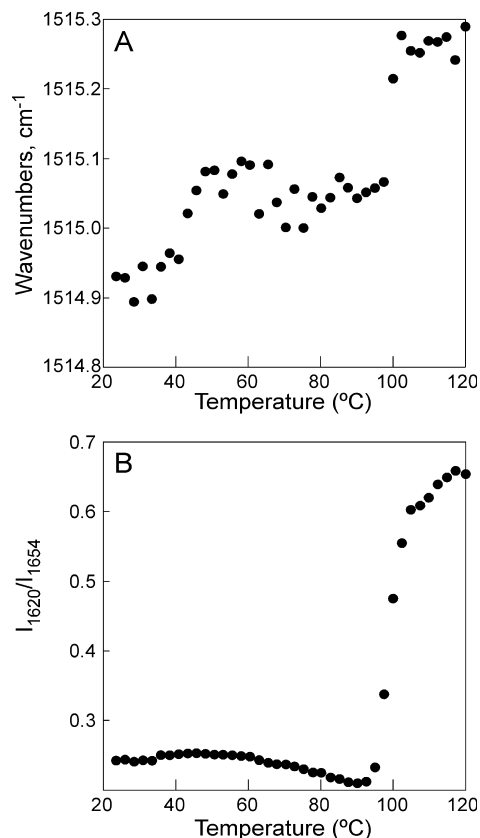 A
1515.3
1515.2
1515.1
1515.0
1514.9
1514.8
Wavenumbers, cm-1
20 40 60 80 100 120
Temperature (ºC)
B
0.7
0.6
0.5
0.4
0.3
I1620/I1654
20 40 60 80 100 120
Temperature (ºC)